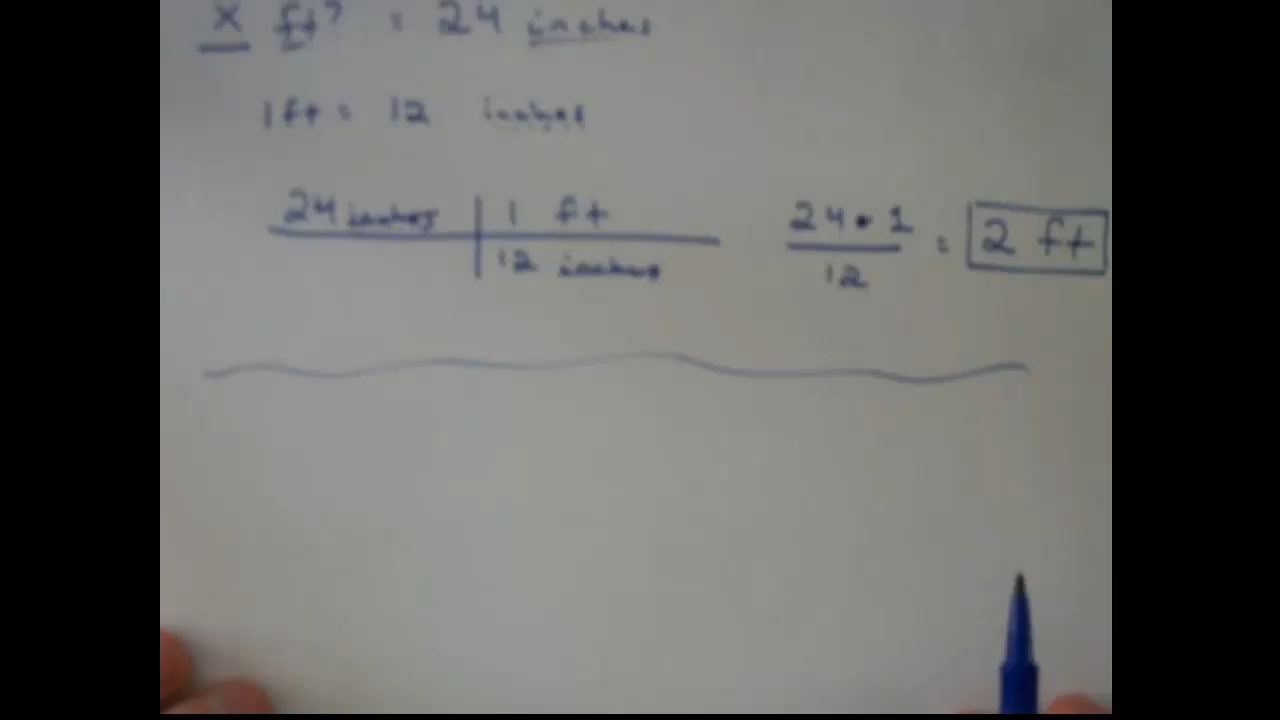 X ft? = 24 inches
1 ft = 12 inches
24 inches | 1 ft
12 inches
24 • 1
12
= 2 ft